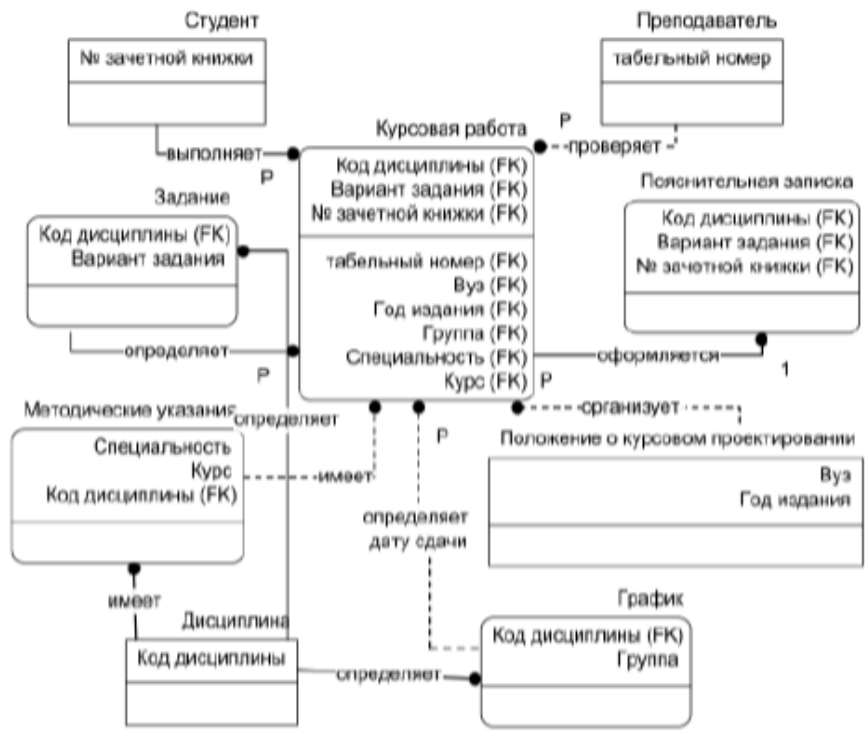 Студент
№ зачетной книжки
Преподаватель
табельный номер
выполняет
Р
Р
проверяет
Курсовая работа
Код дисциплины (FK)
Вариант задания (FK)
№ зачетной книжки (FK)
табельный номер (FK)
Вуз (FK)
Год издания (FK)
Группа (FK)
Специальность (FK)
Курс (FK)
Задание
Код дисциплины (FK)
Вариант задания
Пояснительная записка
Код дисциплины (FK)
Вариант задания (FK)
№ зачетной книжки (FK)
определяет
Р
оформляется
1
Р
организует
Методические указания
Специальность
Курс
Код дисциплины (FK)
определяет
имеет
Р
определяет
дату сдачи
Положение о курсовом проектировании
Вуз
Год издания
имеет
Дисциплина
Код дисциплины
определяет
График
Код дисциплины (FK)
Группа